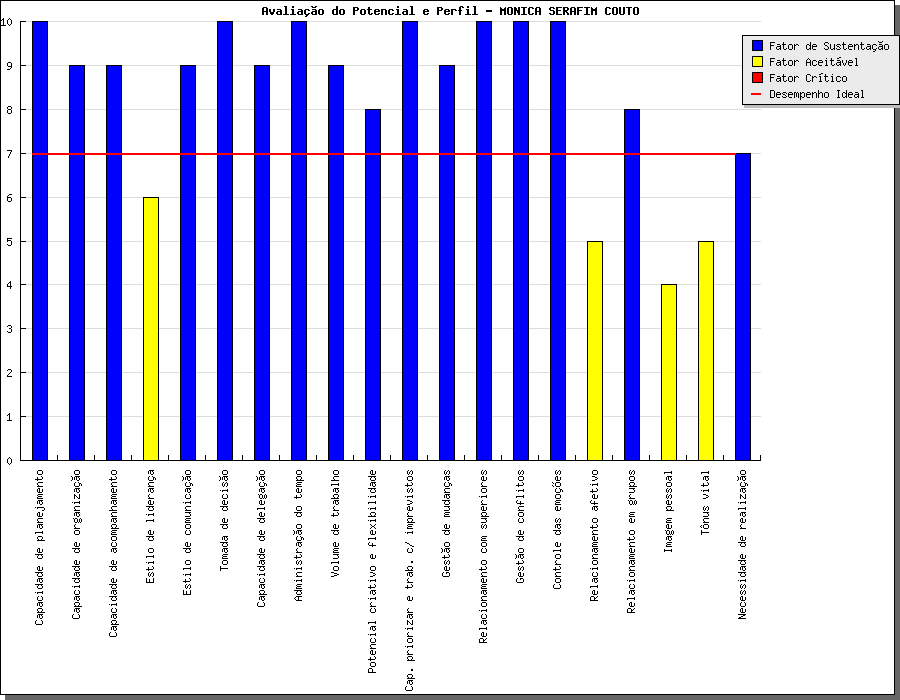 Avaliação do Potencial e Perfil - MONICA SERAFIM COUTO
Fator de Sustentação
Fator Aceitável
Fator Crítico
Desempenho Ideal
10
9
8
7
6
5
4
3
2
1
0
Capacidade de planejamento
Capacidade de organização
Capacidade de acompanhamento
Estilo de liderança
Estilo de comunicação
Tomada de decisão
Capacidade de delegação
Administração do tempo
Volume de trabalho
Potencial criativo e flexibilidade
Cap. priorizar e trab. c/ imprevistos
Gestão de mudanças
Relacionamento com superiores
Gestão de conflitos
Controle das emoções
Relacionamento afetivo
Relacionamento em grupos
Imagem pessoal
Tônus vital
Necessidade de realização